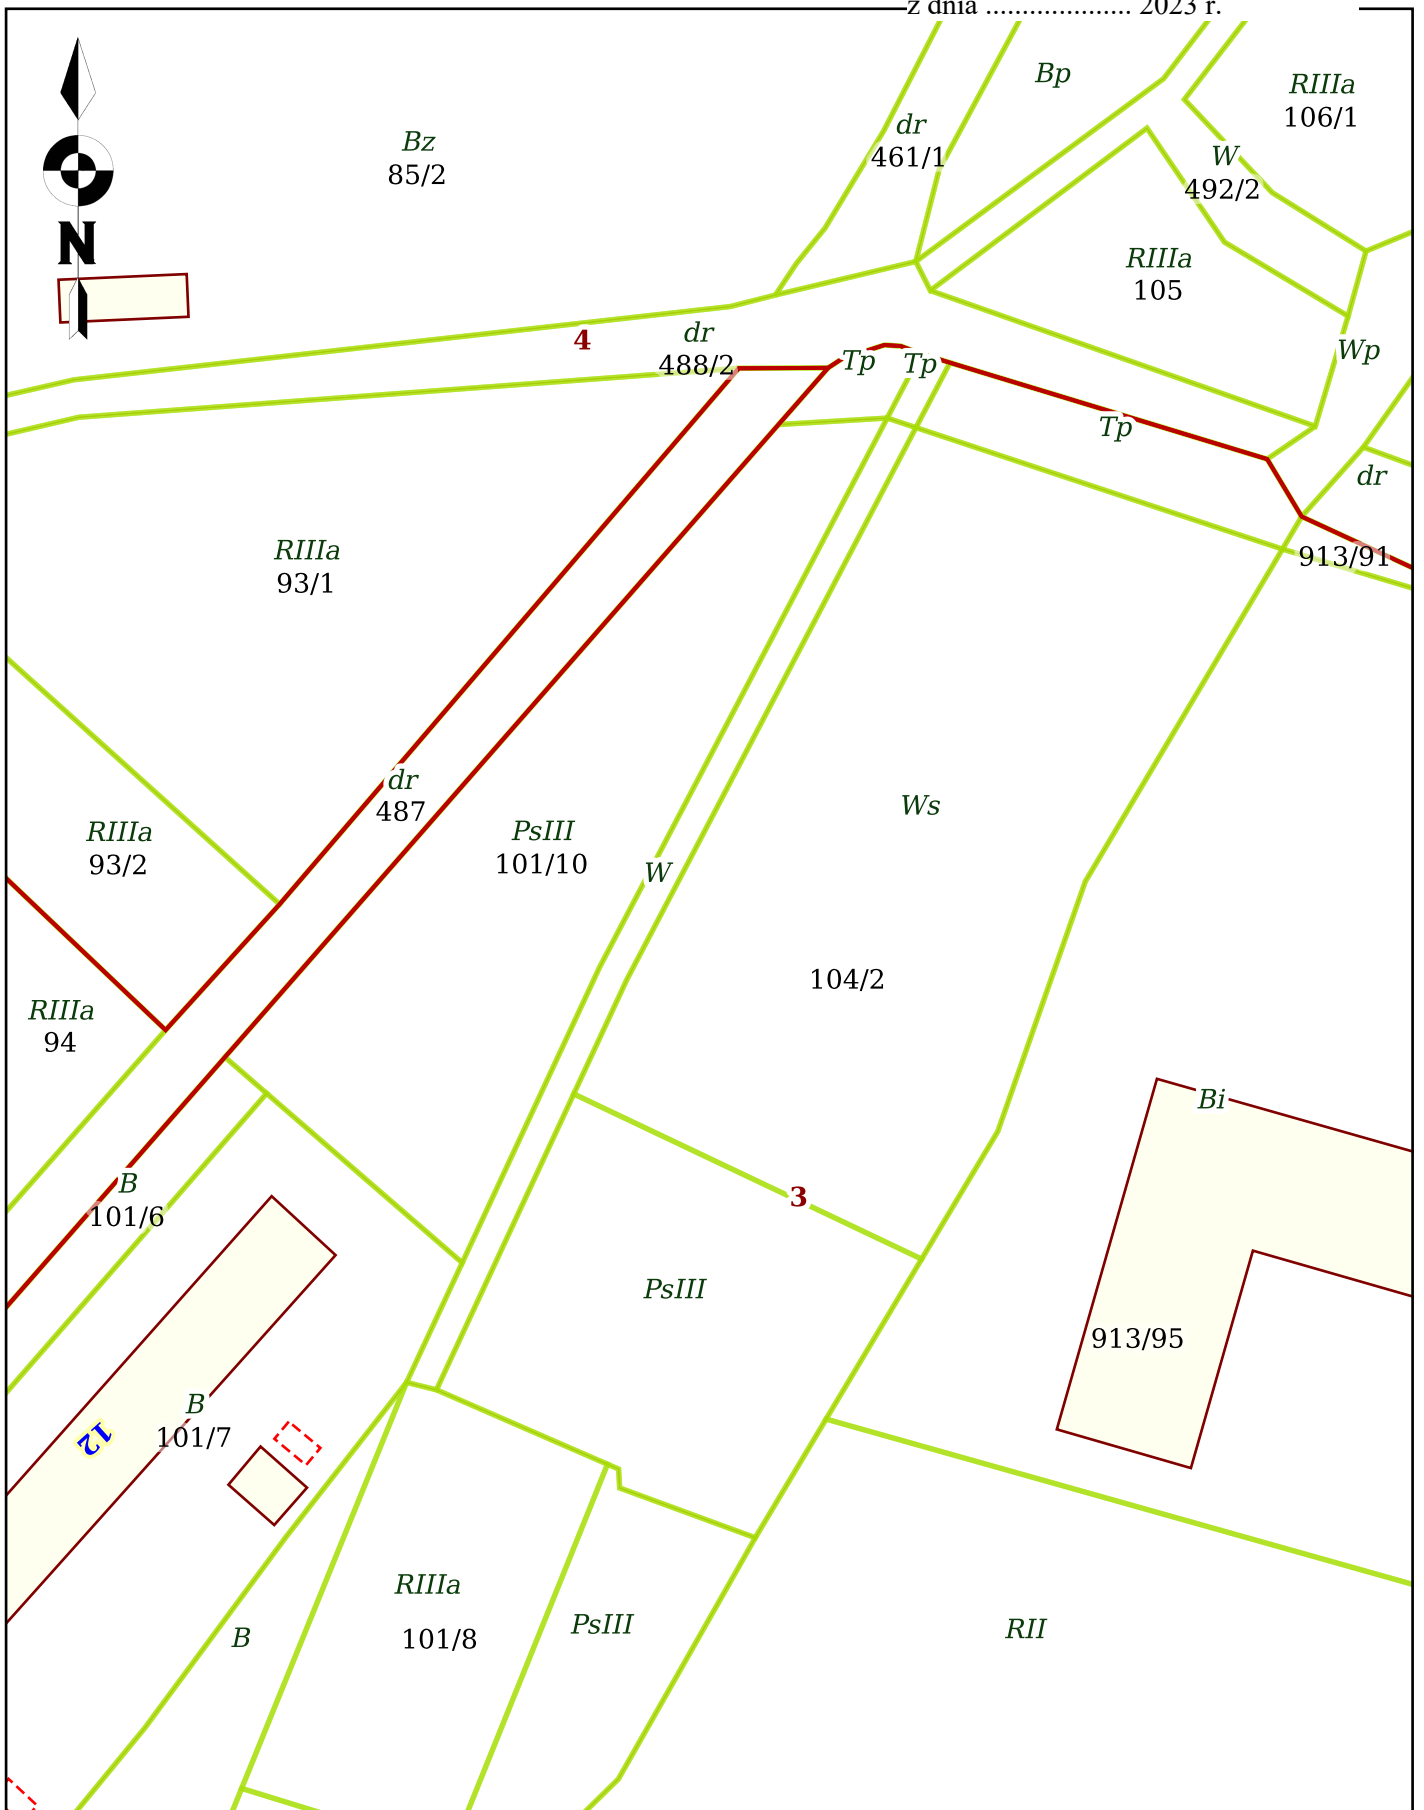 z dnia .................... 2023 r.
Bp
RIIIa
106/1
dr
461/1
Bz
85/2
W
492/2
N
RIIIa
105
4
dr
488/2
Tp
Tp
Wp
Tp
dr
RIIIa
93/1
913/91
dr
487
Ws
RIIIa
93/2
PsIII
101/10
W
104/2
RIIIa
94
Bi
B
101/6
3
PsIII
913/95
B
101/7
12
RIIIa
101/8
PsIII
B
RII